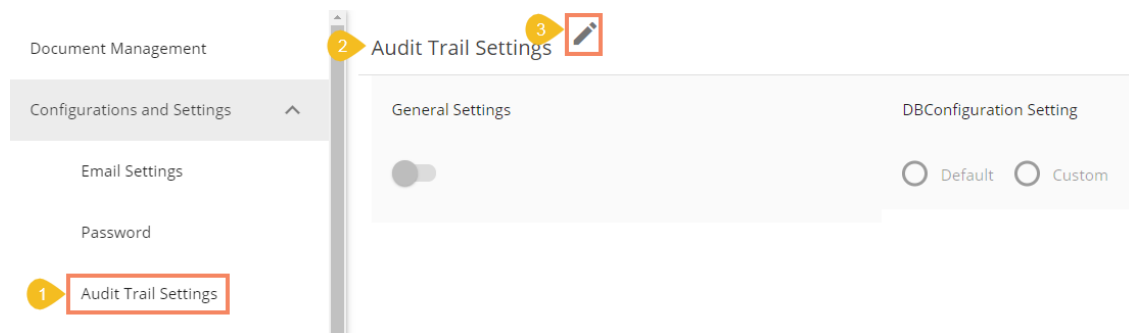 Document Management
2 Audit Trail Settings 3
Configurations and Settings
General Settings
DBConfiguration Setting
Email Settings
Default Custom
Password
1 Audit Trail Settings